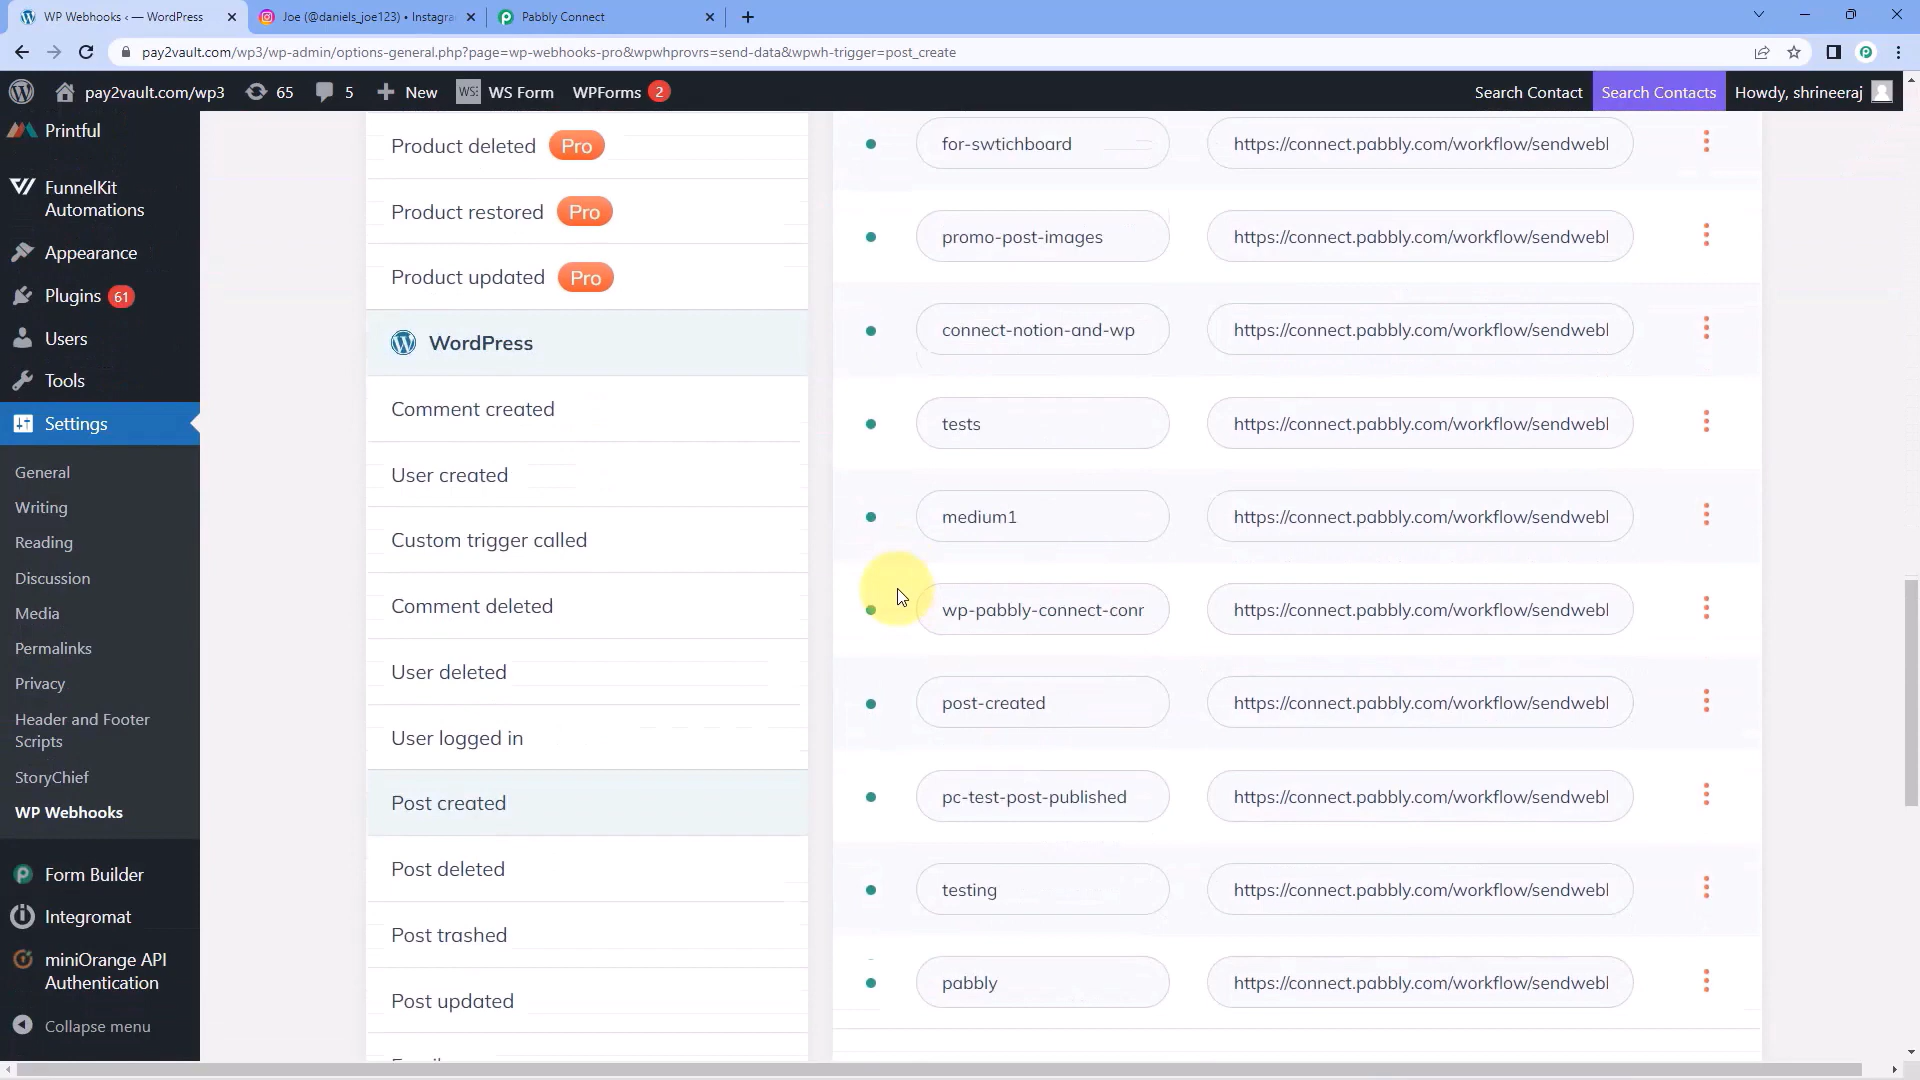 WP Webhooks ‹ — WordPress
Joe (@daniels_joe123) • Instagra
Pabbly Connect
pay2vault.com/wp3/wp-admin/options-general.php?page=wp-webhooks-pro&wpwhprovrs=send-data&wpwh-trigger=post_create
pay2vault.com/wp3
65
5
New
WS Form
WPForms 2
Search Contact
Search Contacts
Howdy, shrineeraj
Printful
FunnelKit
Automations
Appearance
Plugins 61
Users
Tools
Settings
General
Writing
Reading
Discussion
Media
Permalinks
Privacy
Header and Footer
Scripts
StoryChief
WP Webhooks
Form Builder
Integromat
miniOrange API
Authentication
Collapse menu
Product deleted Pro
Product restored Pro
Product updated Pro
WordPress
Comment created
User created
Custom trigger called
Comment deleted
User deleted
User logged in
Post created
Post deleted
Post trashed
Post updated
for-swtichboard https://connect.pabbly.com/workflow/sendwebl
promo-post-images https://connect.pabbly.com/workflow/sendwebl
connect-notion-and-wp https://connect.pabbly.com/workflow/sendwebl
tests https://connect.pabbly.com/workflow/sendwebl
medium1 https://connect.pabbly.com/workflow/sendwebl
wp-pabbly-connect-conr https://connect.pabbly.com/workflow/sendwebl
post-created https://connect.pabbly.com/workflow/sendwebl
pc-test-post-published https://connect.pabbly.com/workflow/sendwebl
testing https://connect.pabbly.com/workflow/sendwebl
pabbly https://connect.pabbly.com/workflow/sendwebl